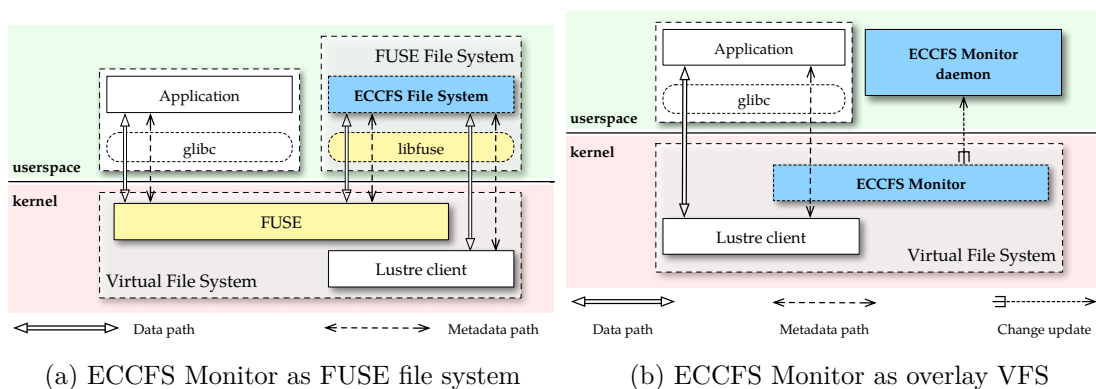 FUSE File System
Application
ECCFS File System
glibc
libfuse
userspace
kernel
FUSE
Lustre client
Virtual File System
Data path
Metadata path
(a) ECCFS Monitor as FUSE file system
Application
ECCFS Monitor
daemon
glibc
userspace
kernel
ECCFS Monitor
Lustre client
Virtual File System
Data path
Metadata path
Change update
(b) ECCFS Monitor as overlay VFS